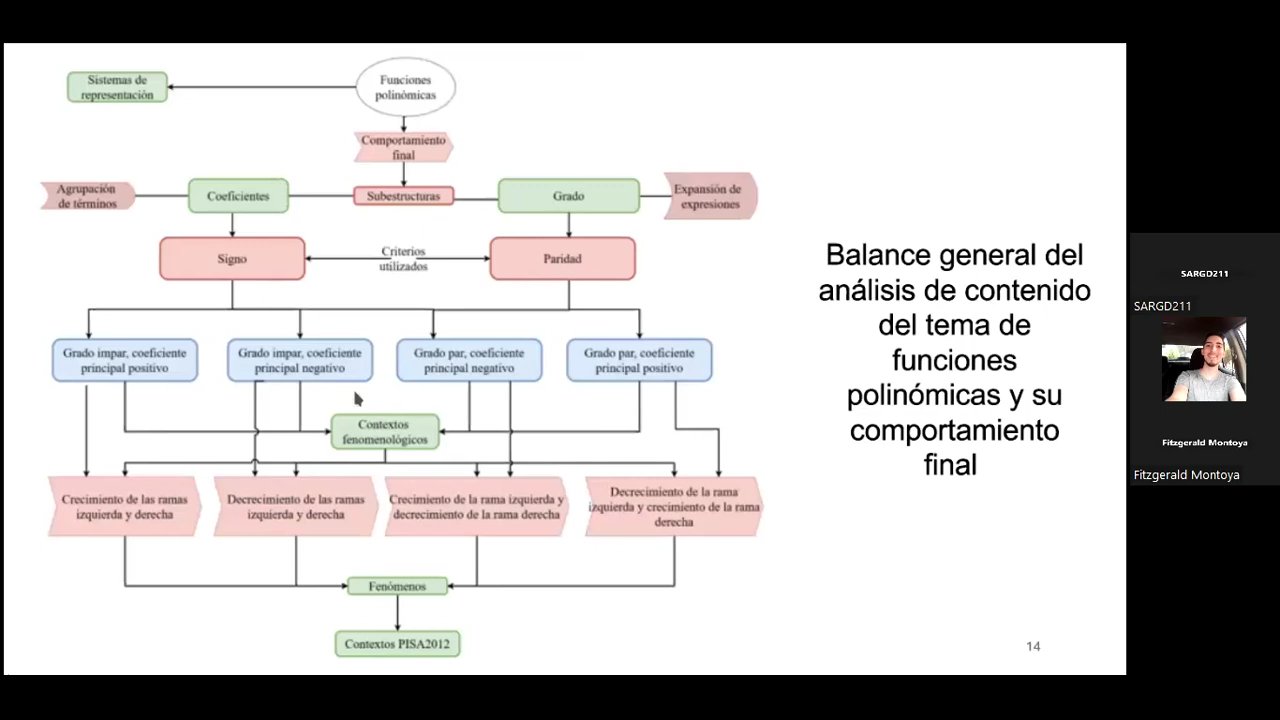 Sistemas de
representación
Funciones
polinómicas
Comportamiento
final
Agrupación
de términos
Coeficientes
Subestructuras
Grado
Expansión de
expresiones
Signo
Criterios
utilizados
Paridad
Grado impar, coeficiente
principal positivo
Grado impar, coeficiente
principal negativo
Grado par, coeficiente
principal negativo
Grado par, coeficiente
principal positivo
Contextos
fenomenológicos
Crecimiento de las ramas
izquierda y derecha
Decrecimiento de las ramas
izquierda y derecha
Crecimiento de la rama izquierda y
decrecimiento de la rama derecha
Decrecimiento de la rama
izquierda y crecimiento de la rama
derecha
Fenómenos
Contextos PISA2012
Balance general del
análisis de contenido
del tema de
funciones
polinómicas y su
comportamiento
final
14
SARGD211
SARGD211
Fitzgerald Montoya
Fitzgerald Montoya